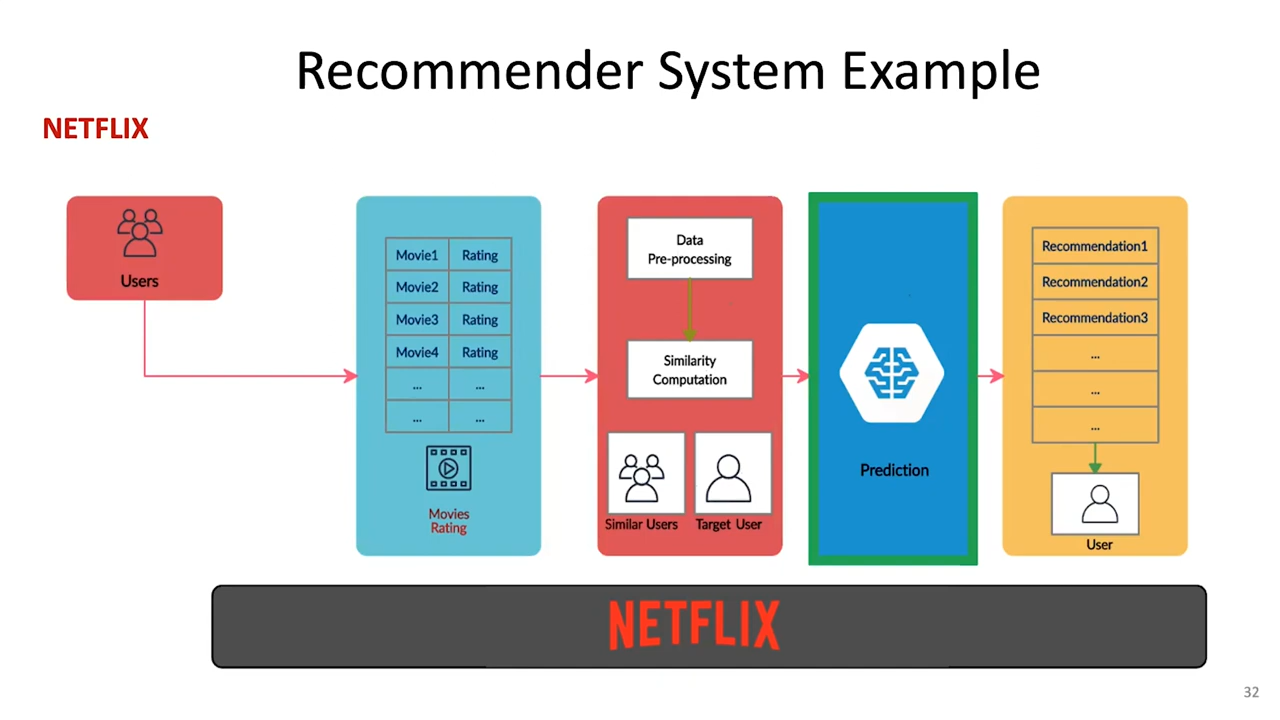 Recommender System Example
NETFLIX
Users
Movie1 Rating
Movie2 Rating
Movie3 Rating
Movie4 Rating
... ...
... ...
Movies
Rating
Data
Pre-processing
Similarity
Computation
Similar Users
Target User
Prediction
Recommendation1
Recommendation2
Recommendation3
...
...
...
User
NETFLIX
32